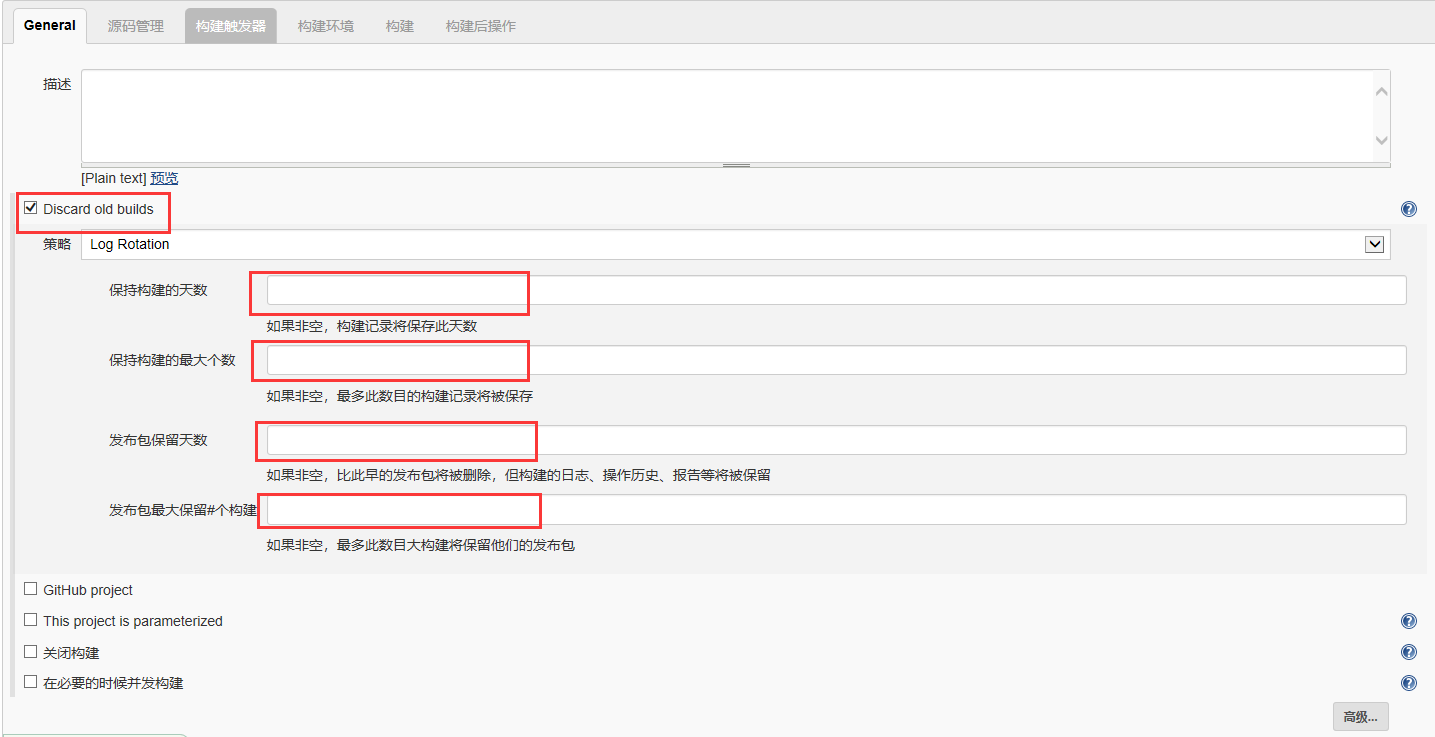 General 源码管理 构建触发器 构建环境 构建 构建后操作
描述
[Plain text] 预览
Discard old builds
策略 Log Rotation
保持构建的天数
如果非空，构建记录将保存此天数
保持构建的最大个数
如果非空，最多此数目的构建记录将被保存
发布包保留天数
如果非空，比此早的发布包将被删除，但构建的日志、操作历史、报告等将被保留
发布包最大保留#个构建
如果非空，最多此数目大构建将保留他们的发布包
GitHub project
This project is parameterized
关闭构建
在必要的时候并发构建
高级...